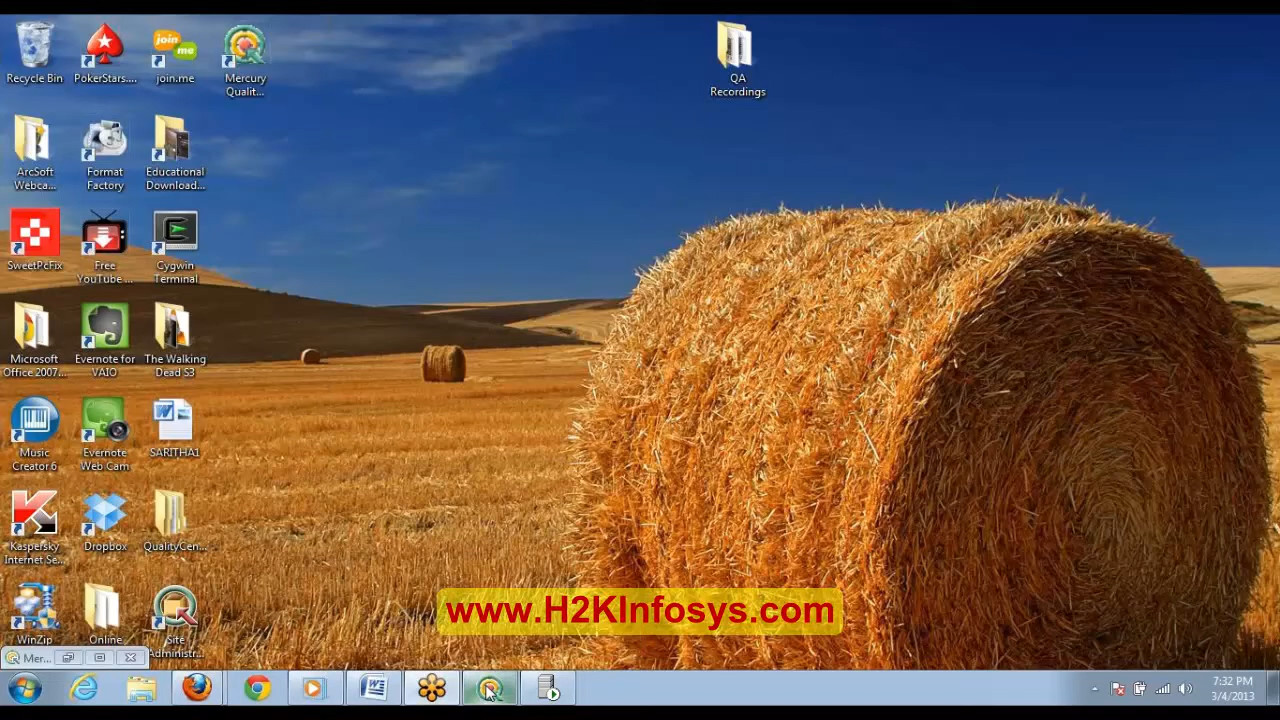 Recycle Bin
PokerStars....
join.me
Mercury
Qualit...
QA
Recordings
ArcSoft
Webca...
Format
Factory
Educational
Download...
SweetPcFix
Free
YouTube ...
Cygwin
Terminal
Microsoft
Office 2007...
Evernote for
VAIO
The Walking
Dead S3
Music
Creator 6
Evernote
Web Cam
SARITHA1
Kaspersky
Internet Se...
Dropbox
QualityCen...
WinZip
Online
Site
Administr...
www.H2KInfosys.com
Mer...
7:32 PM
3/4/2013
join
me